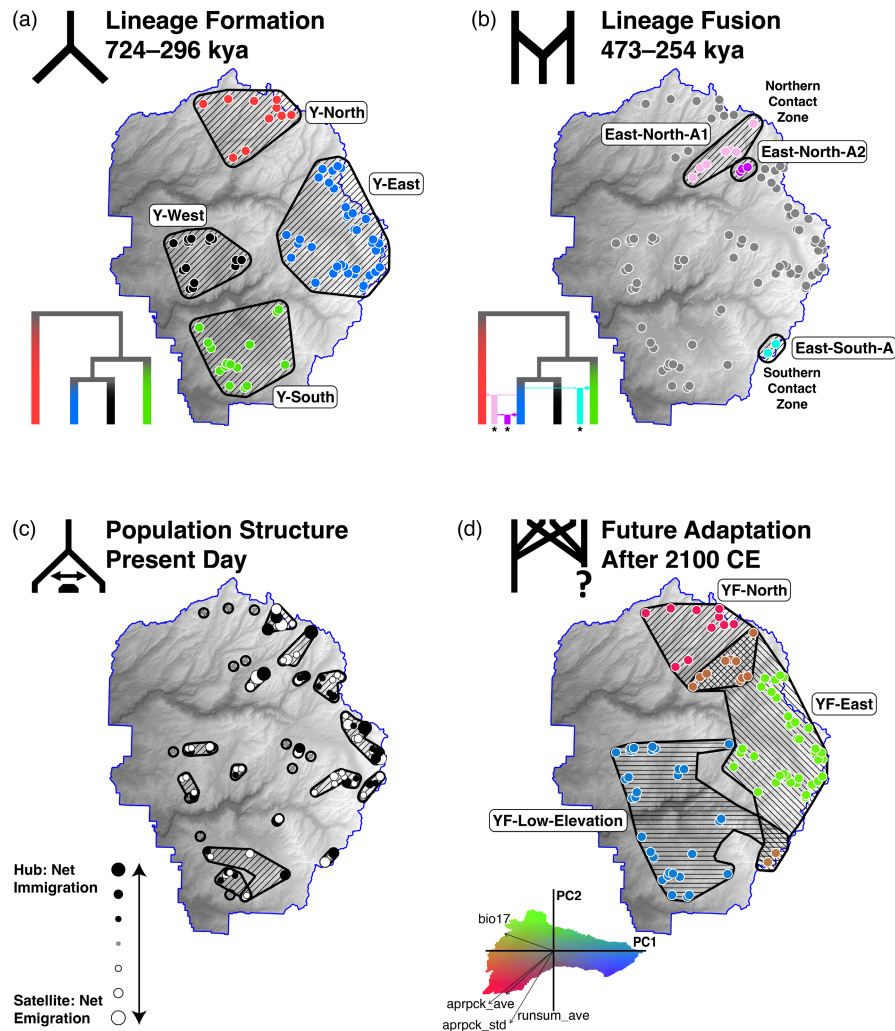 (a)
Lineage Formation
724–296 kya
Y-North
Y-East
Y-West
Y-South
(b)
Lineage Fusion
473–254 kya
Northern
Contact
Zone
East-North-A1
East-North-A2
East-South-A
Southern
Contact
Zone
* * *
(c)
Population Structure
Present Day
Hub: Net
Immigration
Satellite: Net
Emigration
(d)
Future Adaptation
After 2100 CE
?
YF-North
YF-East
YF-Low-Elevation
PC2
bio17
PC1
aprpck_ave
runsum_ave
aprpck_std